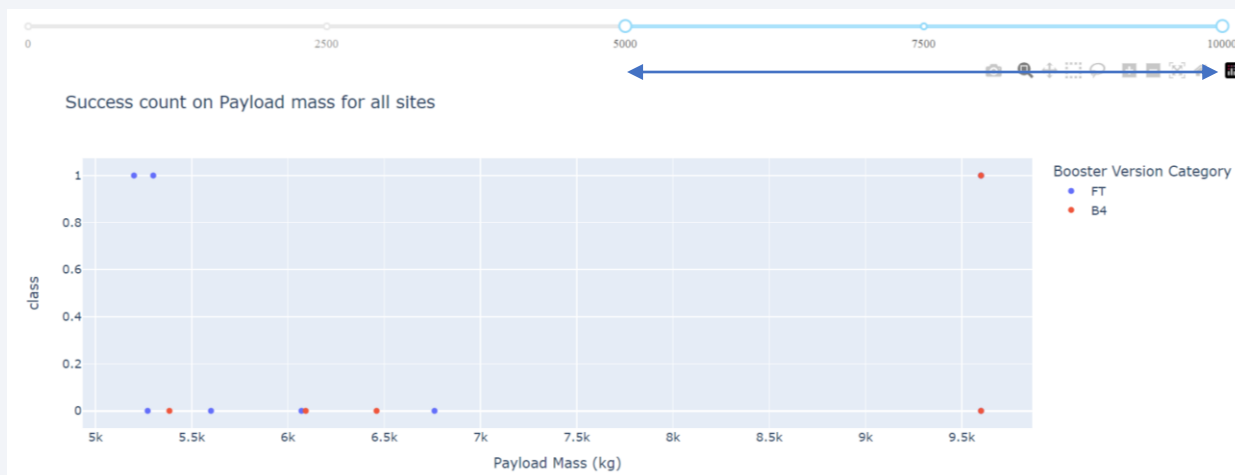 0 2500 5000 7500 10000
Success count on Payload mass for all sites
Booster Version Category
FT
B4
1
0.8
0.6
0.4
0.2
0
class
5k 5.5k 6k 6.5k 7k 7.5k 8k 8.5k 9k 9.5k
Payload Mass (kg)